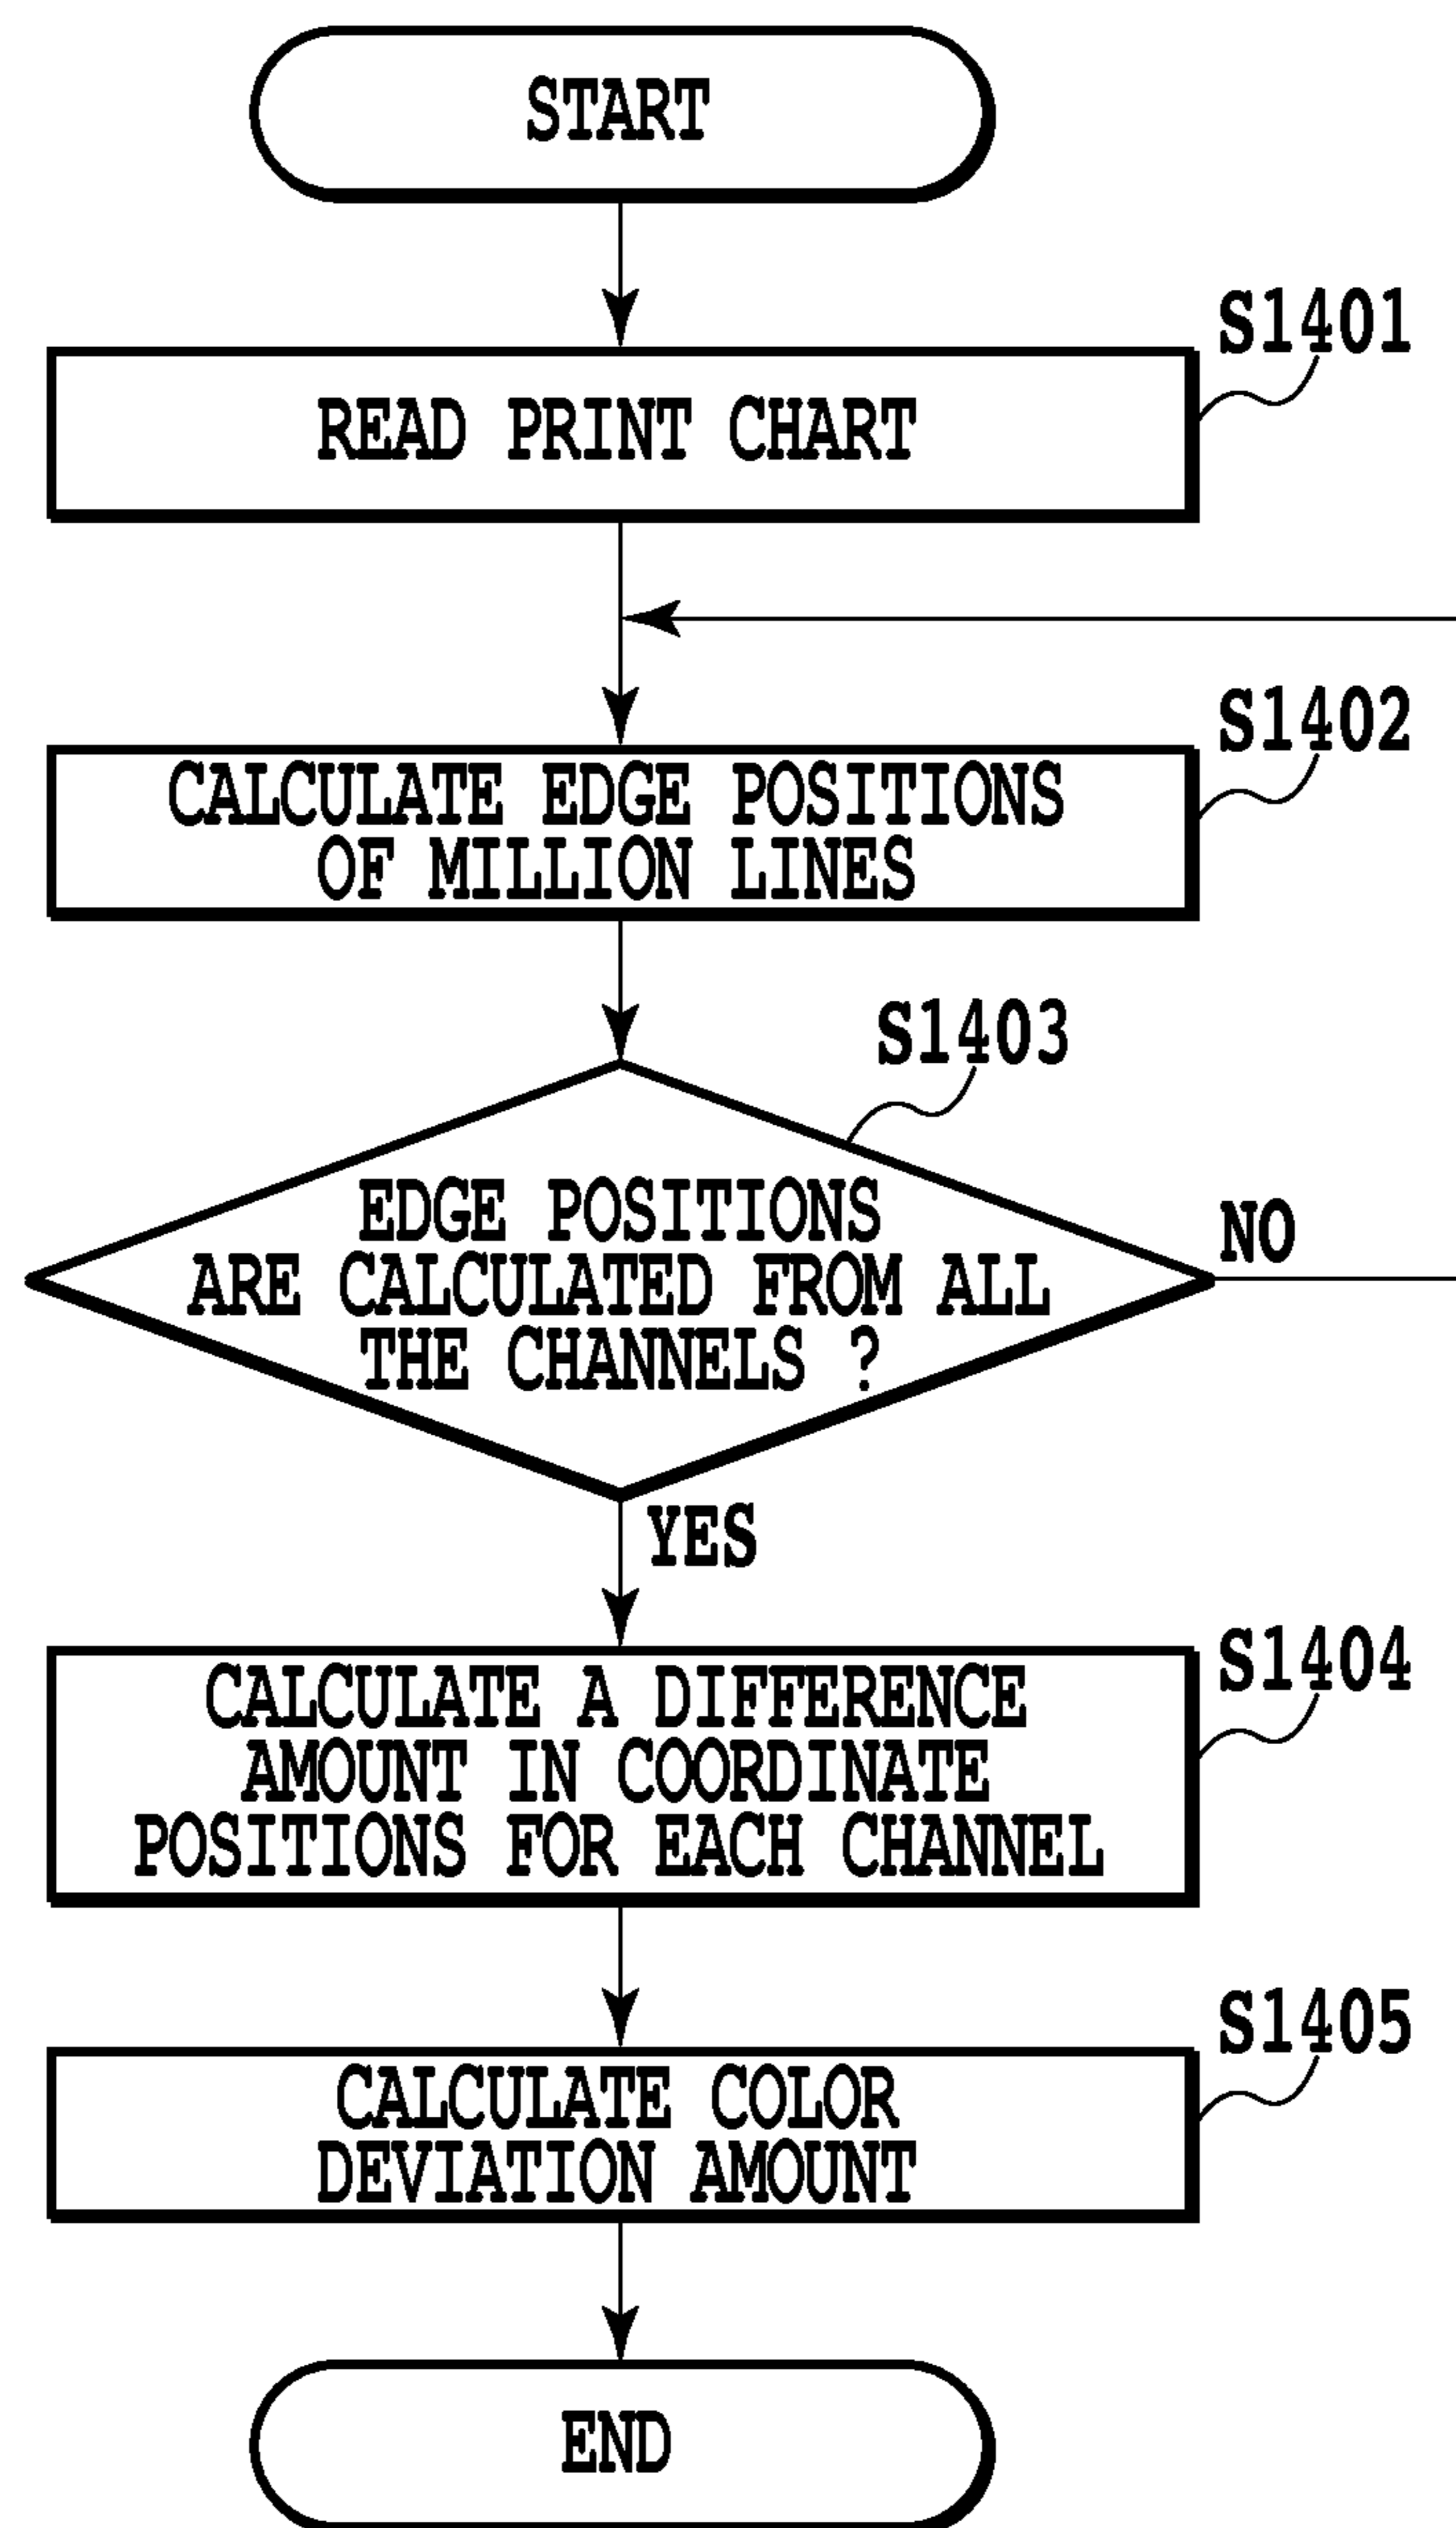 START
S1401
READ PRINT CHART
S1402
CALCULATE EDGE POSITIONS
OF MILLION LINES
S1403
EDGE POSITIONS
ARE CALCULATED FROM ALL
THE CHANNELS ?
NO
YES
S1404
CALCULATE A DIFFERENCE
AMOUNT IN COORDINATE
POSITIONS FOR EACH CHANNEL
S1405
CALCULATE COLOR
DEVIATION AMOUNT
END